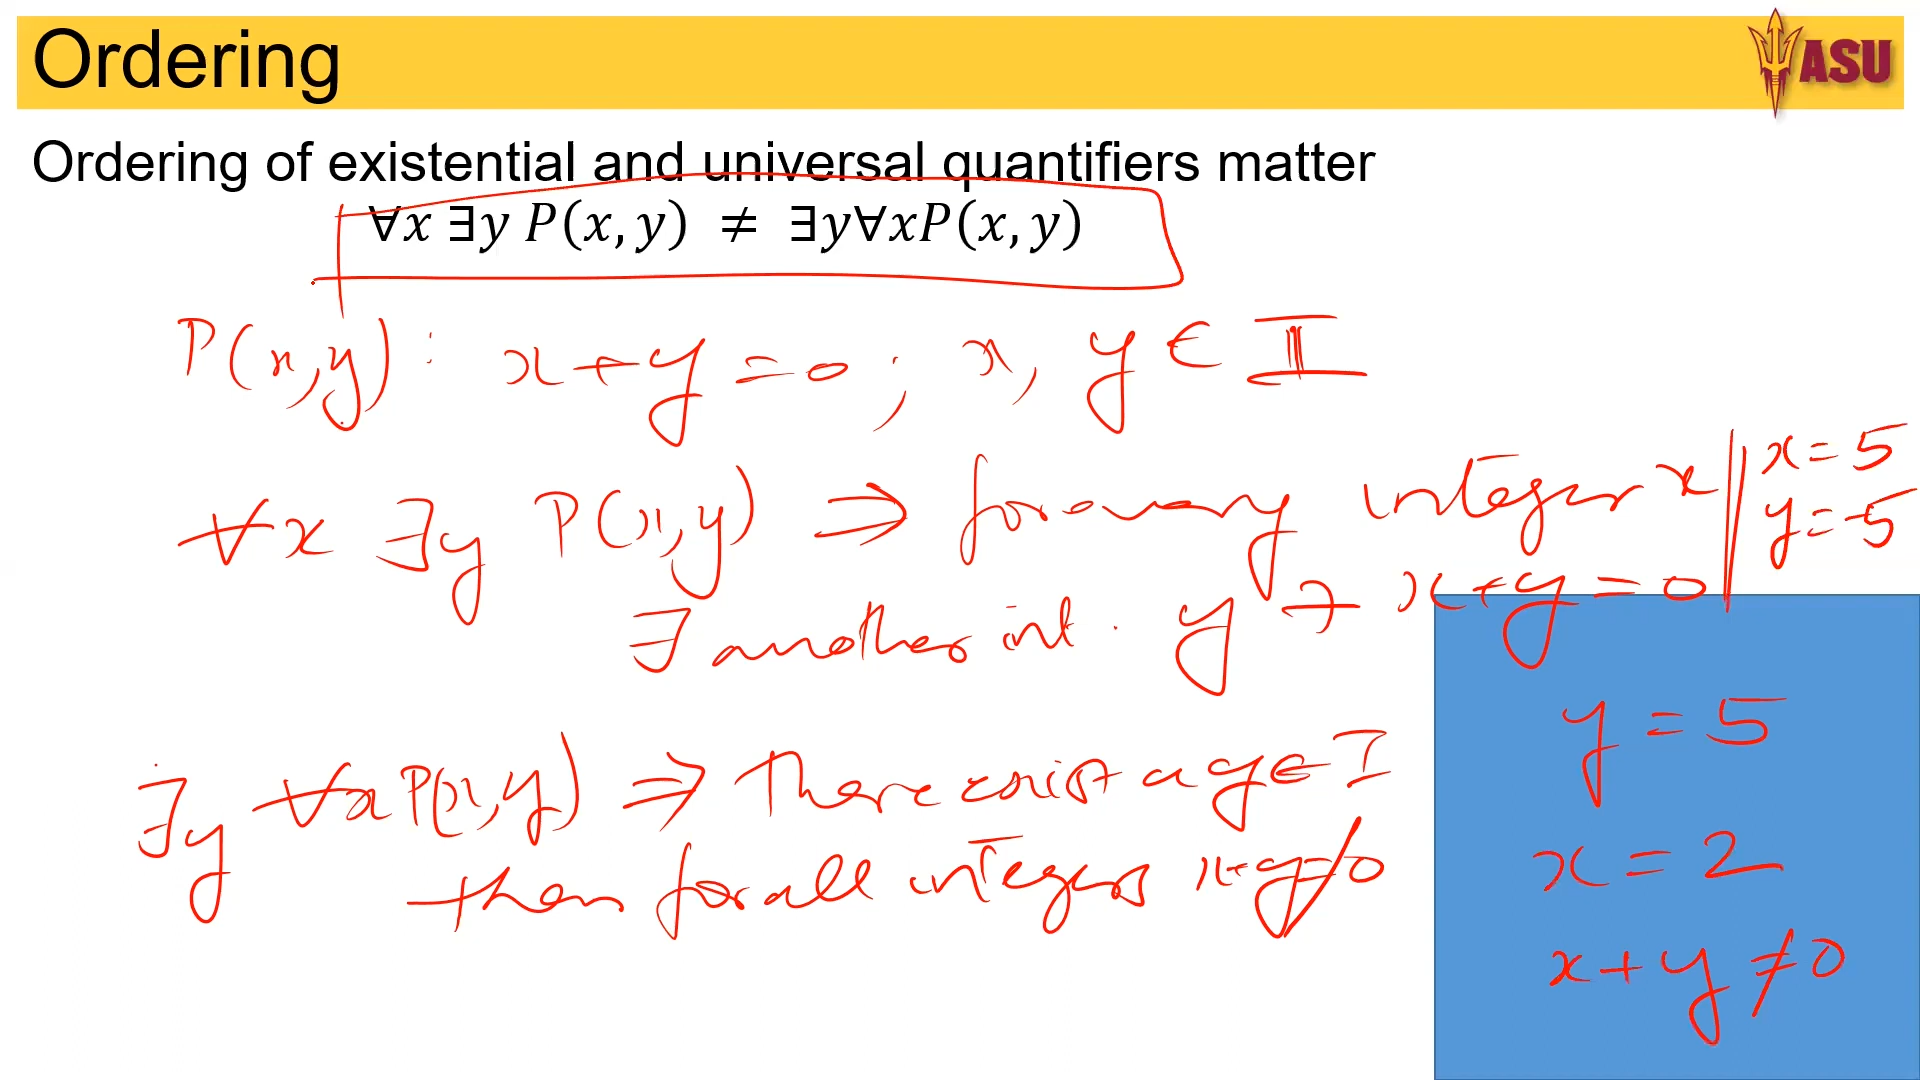 Ordering
ASU
Ordering of existential and universal quantifiers matter
∀x ∃y P(x, y) ≠ ∃y∀xP(x, y)
P(x,y): x+y=0; x, y ∈ I
∀x ∃y P(x,y) ⇒ for every integer x
x=5
y=-5
∃ another int. y ∋ x+y=0
∃y ∀x P(x,y) ⇒ there exist a y ∈ I
then for all integers x+y≠0
y = 5
x = 2
x+y ≠ 0